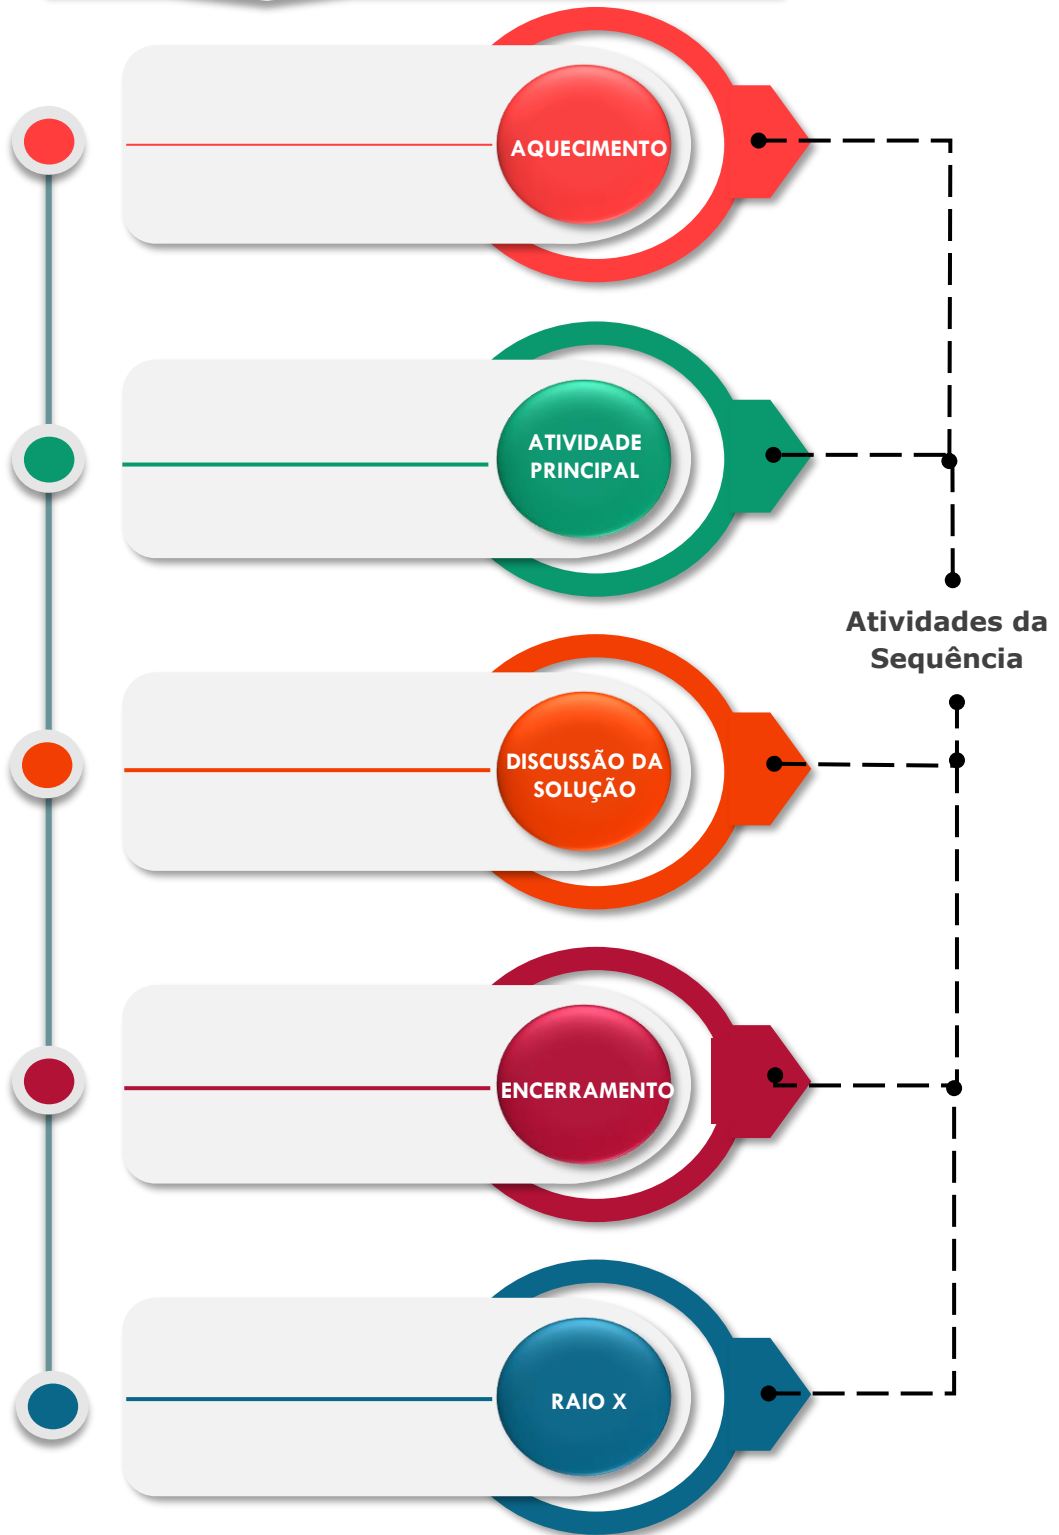 AQUECIMENTO
ATIVIDADE
PRINCIPAL
Atividades da
Sequência
DISCUSSÃO DA
SOLUÇÃO
ENCERRAMENTO
RAIO X